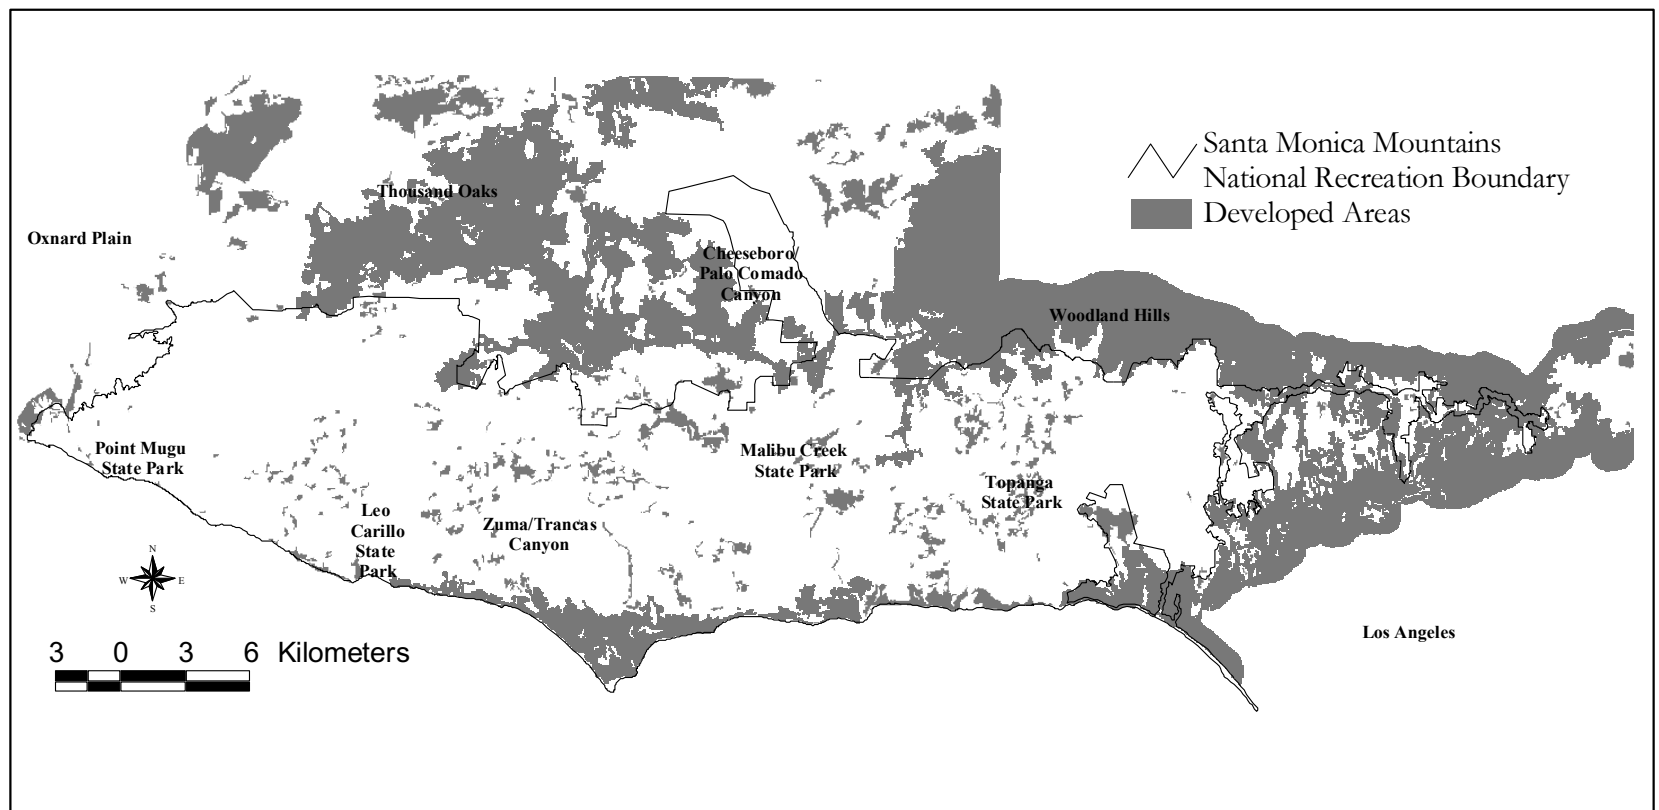 Santa Monica Mountains
National Recreation Boundary
Developed Areas
Thousand Oaks
Oxnard Plain
Cheeseboro/
Palo Comado
Canyon
Woodland Hills
Point Mugu
State Park
Malibu Creek
State Park
Topanga
State Park
Leo
Carillo
State
Park
Zuma/Trancas
Canyon
N
W E
S
Los Angeles
3 0 3 6 Kilometers